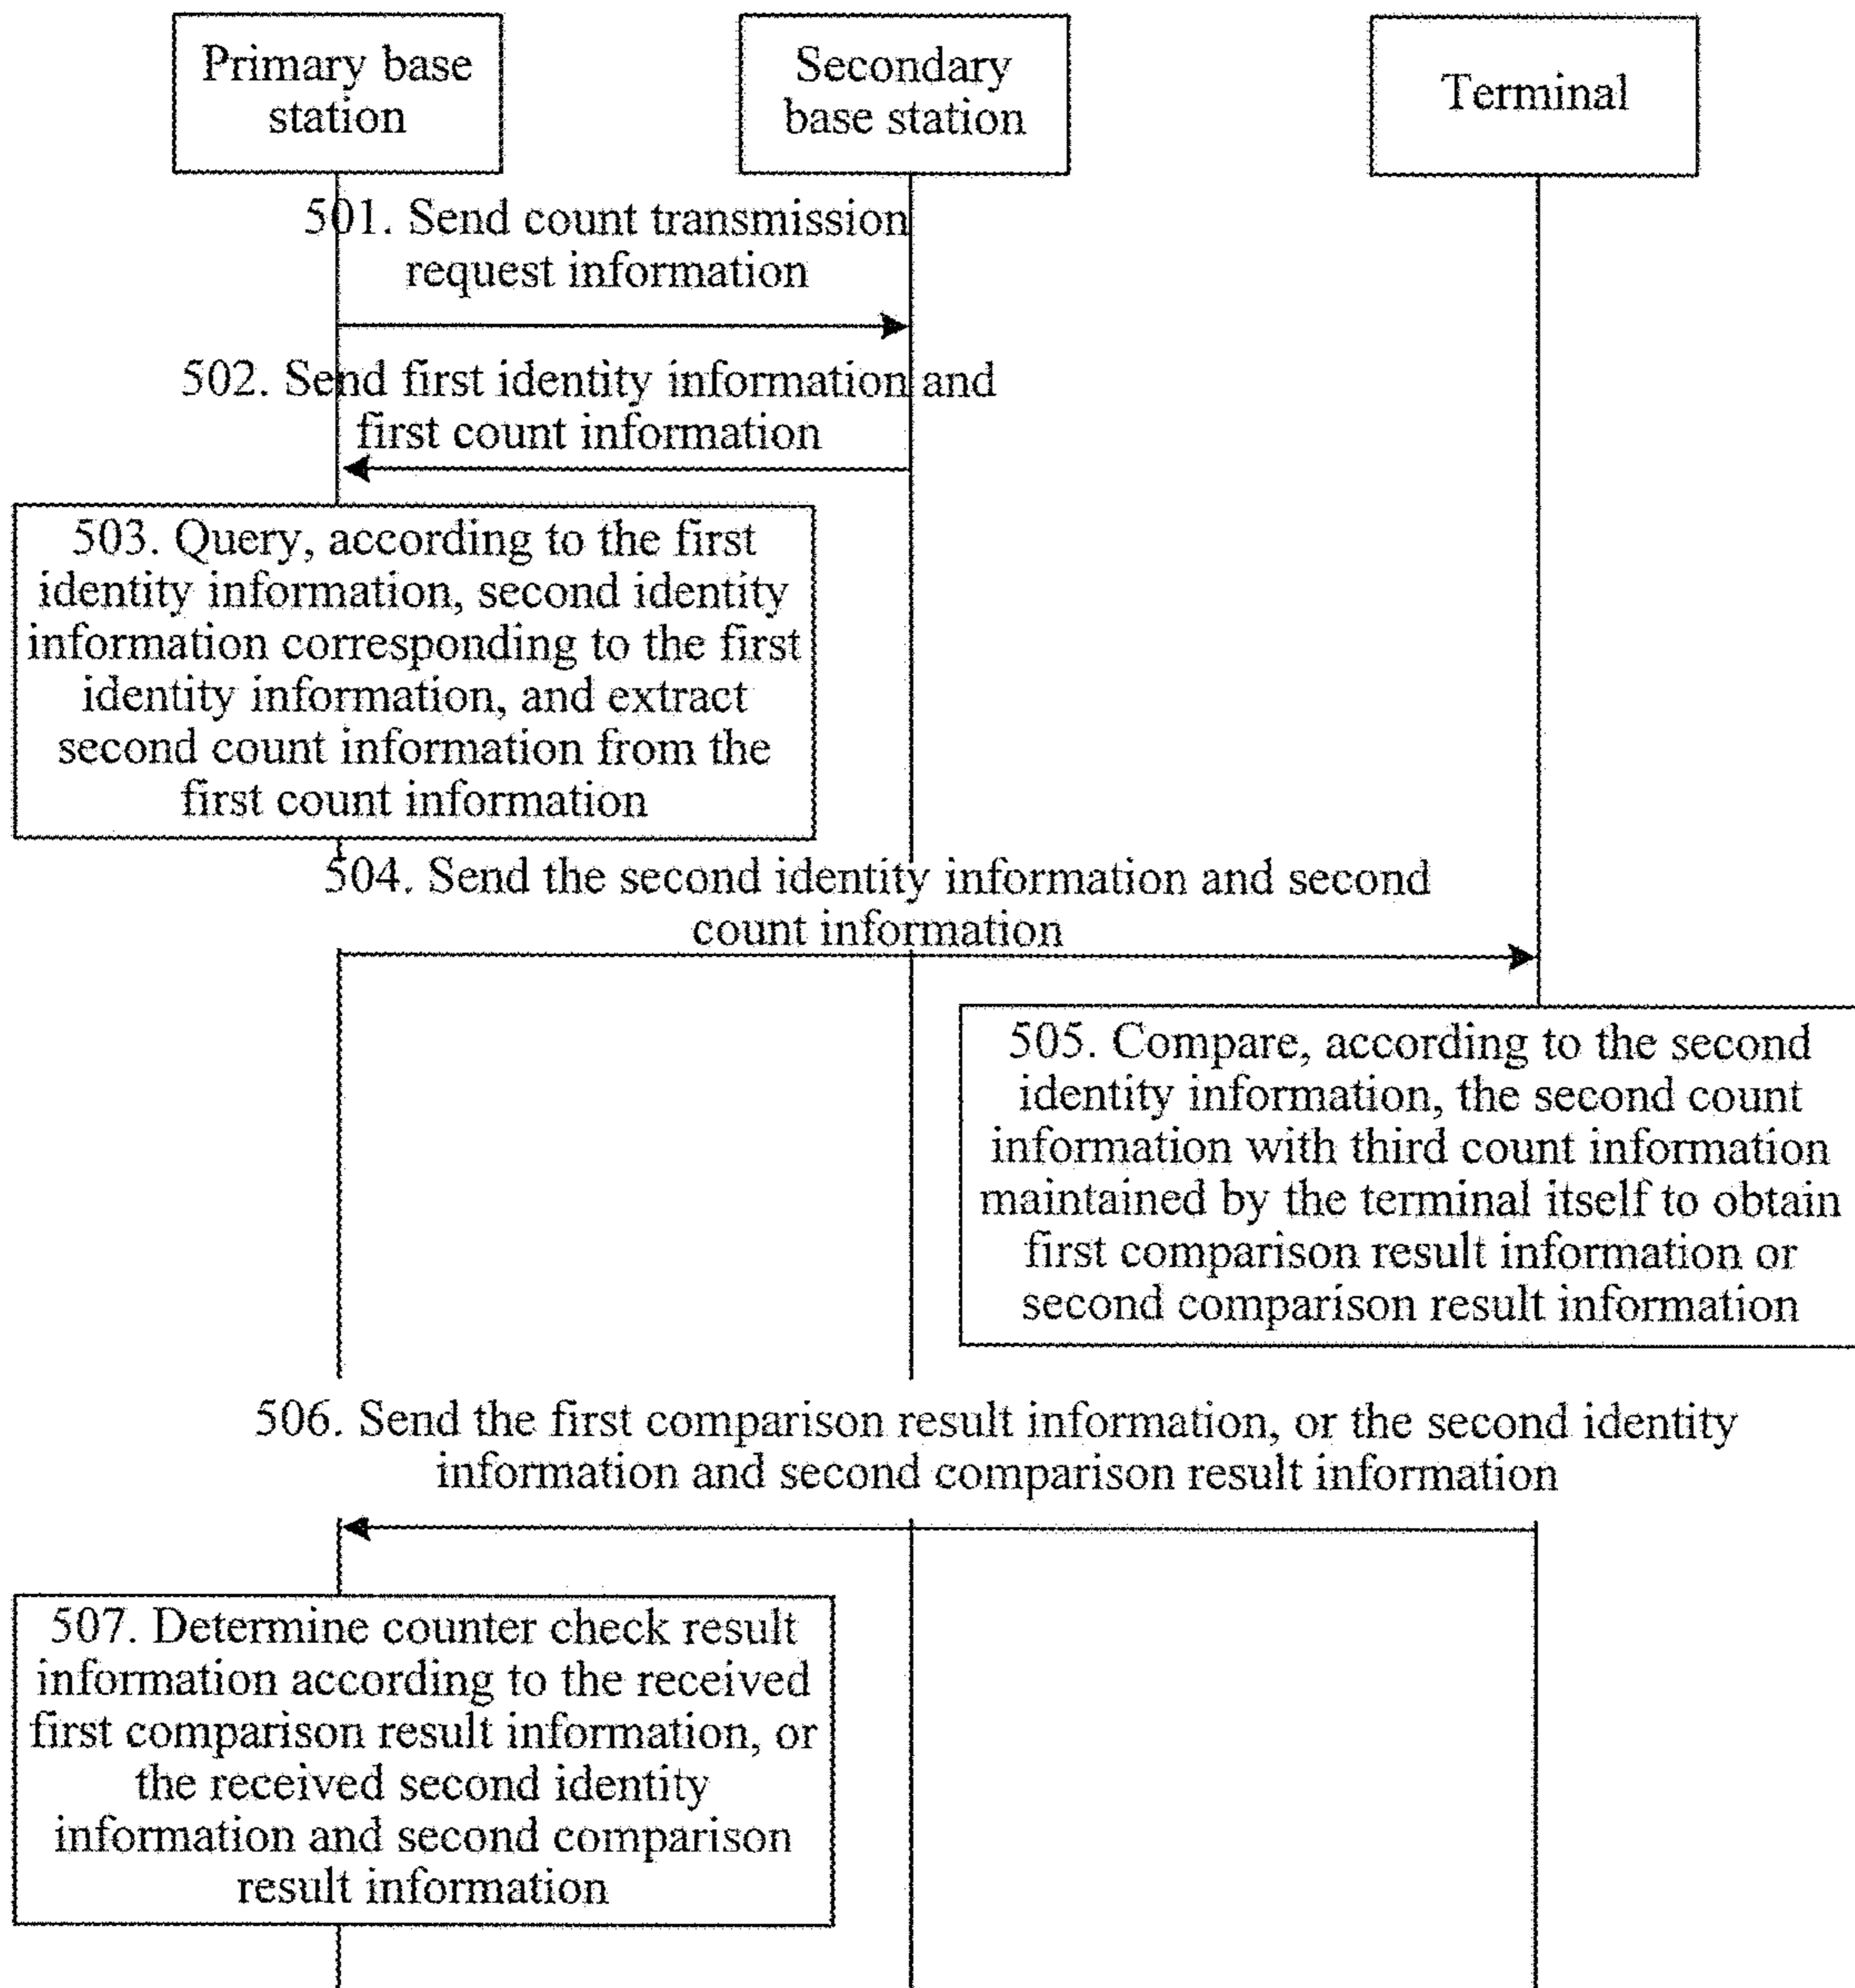 Primary base
station
Secondary
base station
Terminal
501. Send count transmission
request information
502. Send first identity information and
first count information
503. Query, according to the first
identity information, second identity
information corresponding to the first
identity information, and extract
second count information from the
first count information
504. Send the second identity information and second
count information
505. Compare, according to the second
identity information, the second count
information with third count information
maintained by the terminal itself to obtain
first comparison result information or
second comparison result information
506. Send the first comparison result information, or the second identity
information and second comparison result information
507. Determine counter check result
information according to the received
first comparison result information, or
the received second identity
information and second comparison
result information